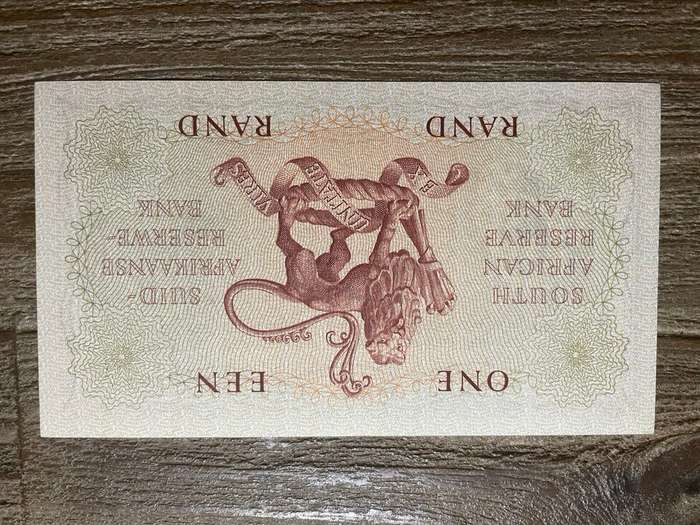 ONE EEN
SOUTH
AFRICAN
RESERVE
BANK
SUID-
AFRIKAANSE
RESERWE-
BANK
EX UNITATE VIRES
RAND RAND